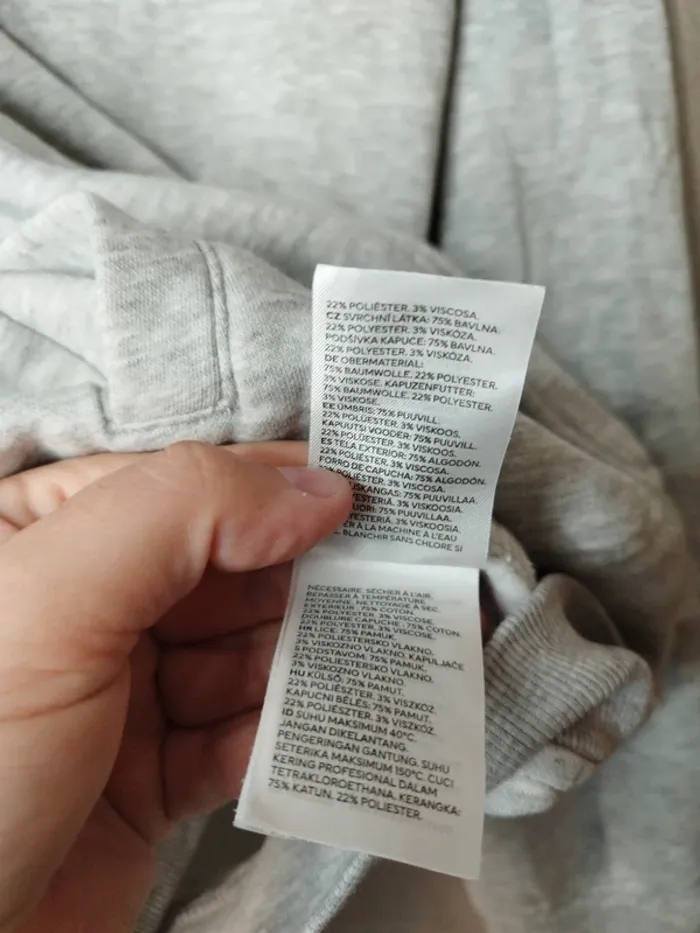 22% POLIÉSTER. 3% VISCOSA.
CZ SVRCHNÍ LÁTKA: 75% BAVLNA.
22% POLYESTER. 3% VISKÓZA.
PODŠÍVKA KAPUCE: 75% BAVLNA.
22% POLYESTER. 3% VISKÓZA.
DE OBERMATERIAL:
75% BAUMWOLLE. 22% POLYESTER.
3% VISKOSE. KAPUZENFUTTER:
75% BAUMWOLLE. 22% POLYESTER.
3% VISKOSE.
EE ÜMBRIS: 75% PUUVILL.
22% POLÜESTER. 3% VISKOOS.
KAPUUTSI VOODER: 75% PUUVILL.
22% POLÜESTER. 3% VISKOOS.
ES TELA EXTERIOR: 75% ALGODÓN.
22% POLIÉSTER. 3% VISCOSA.
FORRO DE CAPUCHA: 75% ALGODÓN.
POLIÉSTER. 3% VISCOSA.
75% PUUVILLAA.
3% VISKOOSIA.
75% PUUVILLAA.
3% VISKOOSIA.
À LA MACHINE À L'EAU
BLANCHIR SANS CHLORE SI
NÉCESSAIRE. SÉCHER À L'AIR.
REPASSER À TEMPÉRATURE
MOYENNE. NETTOYAGE À SEC.
EXTÉRIEUR : 75% COTON.
22% POLYESTER. 3% VISCOSE.
DOUBLURE CAPUCHE : 75% COTON.
22% POLYESTER. 3% VISCOSE.
HR LICE: 75% PAMUK.
22% POLIESTERSKO VLAKNO.
3% VISKOZNO VLAKNO. KAPULJAČE
S PODSTAVOM: 75% PAMUK.
22% POLIESTERSKO VLAKNO.
3% VISKOZNO VLAKNO.
HU KÜLSŐ: 75% PAMUT.
22% POLIÉSZTER. 3% VISZKÓZ.
KAPUCNI BÉLÉS: 75% PAMUT.
22% POLIÉSZTER. 3% VISZKÓZ.
ID SUHU MAKSIMUM 40°C.
JANGAN DIKELANTANG.
PENGERINGAN GANTUNG. SUHU
SETERIKA MAKSIMUM 150°C. CUCI
KERING PROFESIONAL DALAM
TETRAKLOROETHANA. KERANGKA:
75% KATUN. 22% POLIESTER.